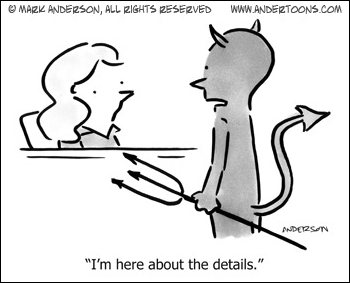 © MARK ANDERSON, ALL RIGHTS RESERVED WWW.ANDERTOONS.COM
ANDERSON
“I’m here about the details.”